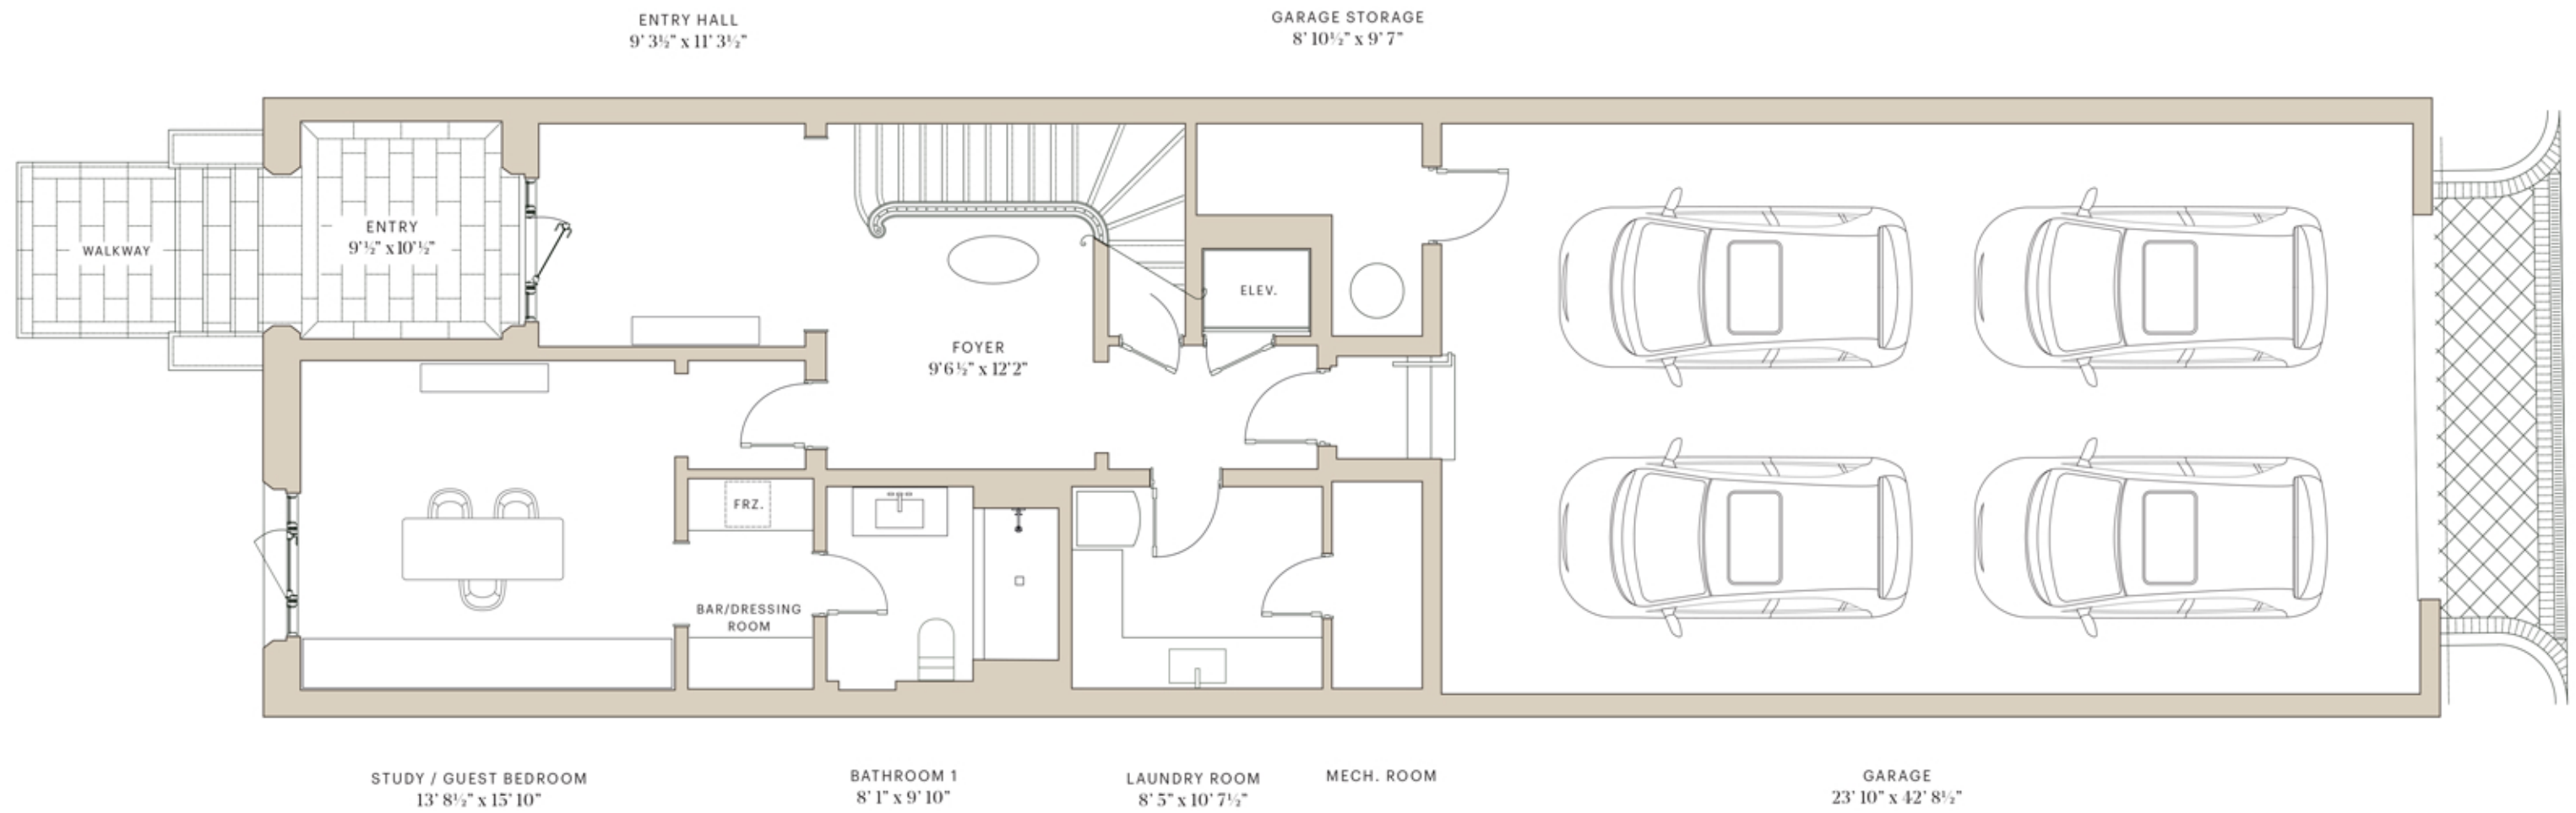 ENTRY HALL
9' 3½" x 11' 3½"
GARAGE STORAGE
8' 10½" x 9' 7"
WALKWAY
ENTRY
9'½" x 10'½"
ELEV.
FOYER
9'6½" x 12'2"
FRZ.
BAR/DRESSING
ROOM
STUDY / GUEST BEDROOM
13' 8½" x 15' 10"
BATHROOM 1
8' 1" x 9' 10"
LAUNDRY ROOM
8' 5" x 10' 7½"
MECH. ROOM
GARAGE
23' 10" x 42' 8½"